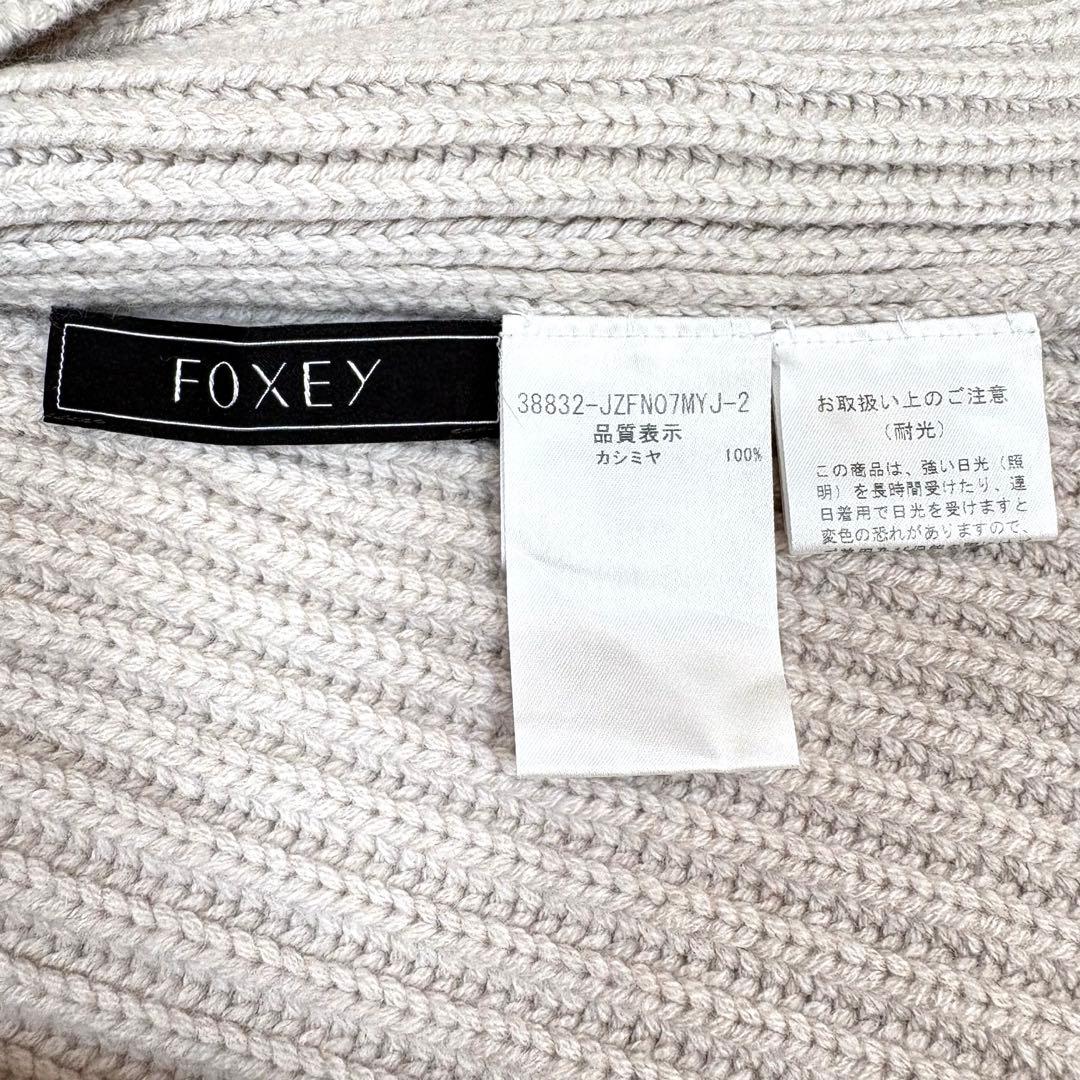 FOXEY
38832-JZFN07MYJ-2
品質表示
カシミヤ 100%
お取扱い上のご注意
(耐光)
この商品は、強い日光(照
明)を長時間受けたり、連
日着用で日光を受けますと
変色の恐れがありますので、